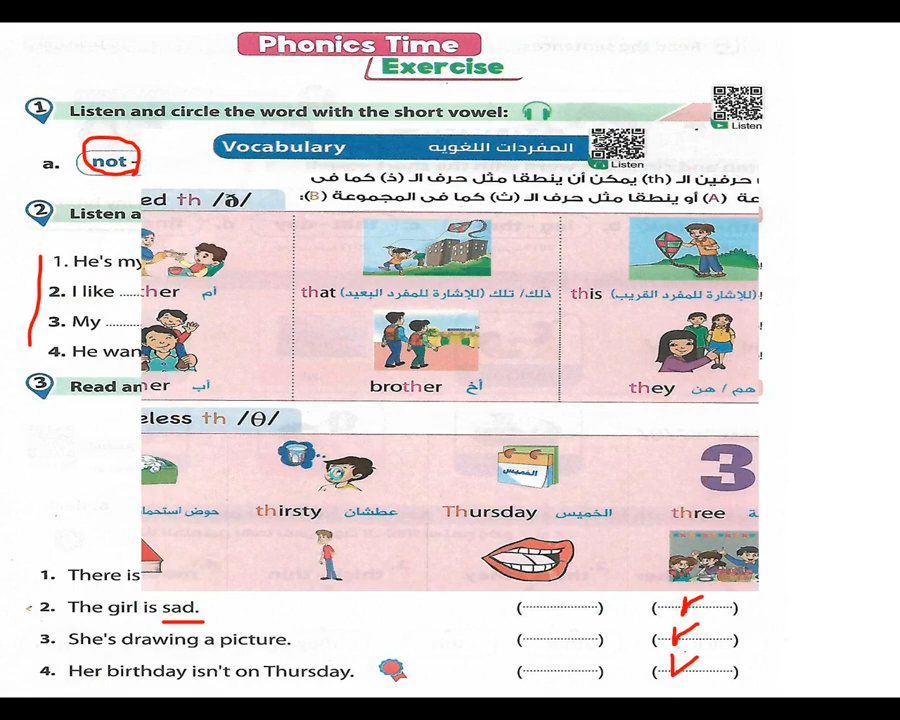 Phonics Time
Exercise
1 Listen and circle the word with the short vowel:
Listen
a. not -
Vocabulary المفردات اللغويه
Listen
حرفين الـ (th) يمكن أن ينطقا مثل حرف الـ (ذ) كما فى
(A) أو ينطقا مثل حرف الـ (ث) كما فى المجموعة (B):
ed th /ð/
2 Listen a
1. He's my
2. I like ......
3. My ........
4. He wan
ther أم
that ذلك/ تلك (للإشارة للمفرد البعيد)
this (للإشارة للمفرد القريب)
er أب
brother أخ
they هم / هن
3 Read an
eless th /θ/
الخميس
3
حوض استحما
thirsty عطشان
Thursday الخميس
three
1. There is
2. The girl is sad. (....................) (....................)
3. She's drawing a picture. (....................) (....................)
4. Her birthday isn't on Thursday. (....................) (....................)